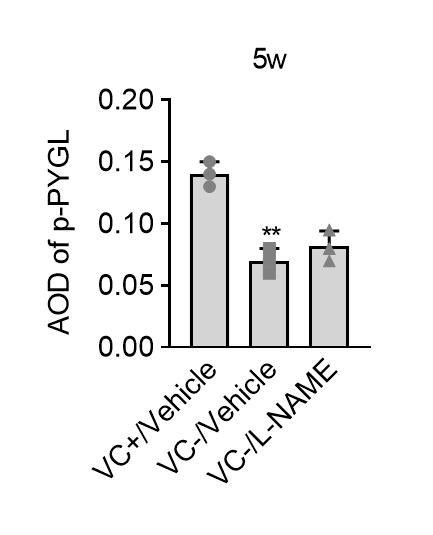 5w
AOD of p-PYGL
0.20
0.15
0.10
0.05
0.00
**
VC+/Vehicle
VC-/Vehicle
VC-/L-NAME